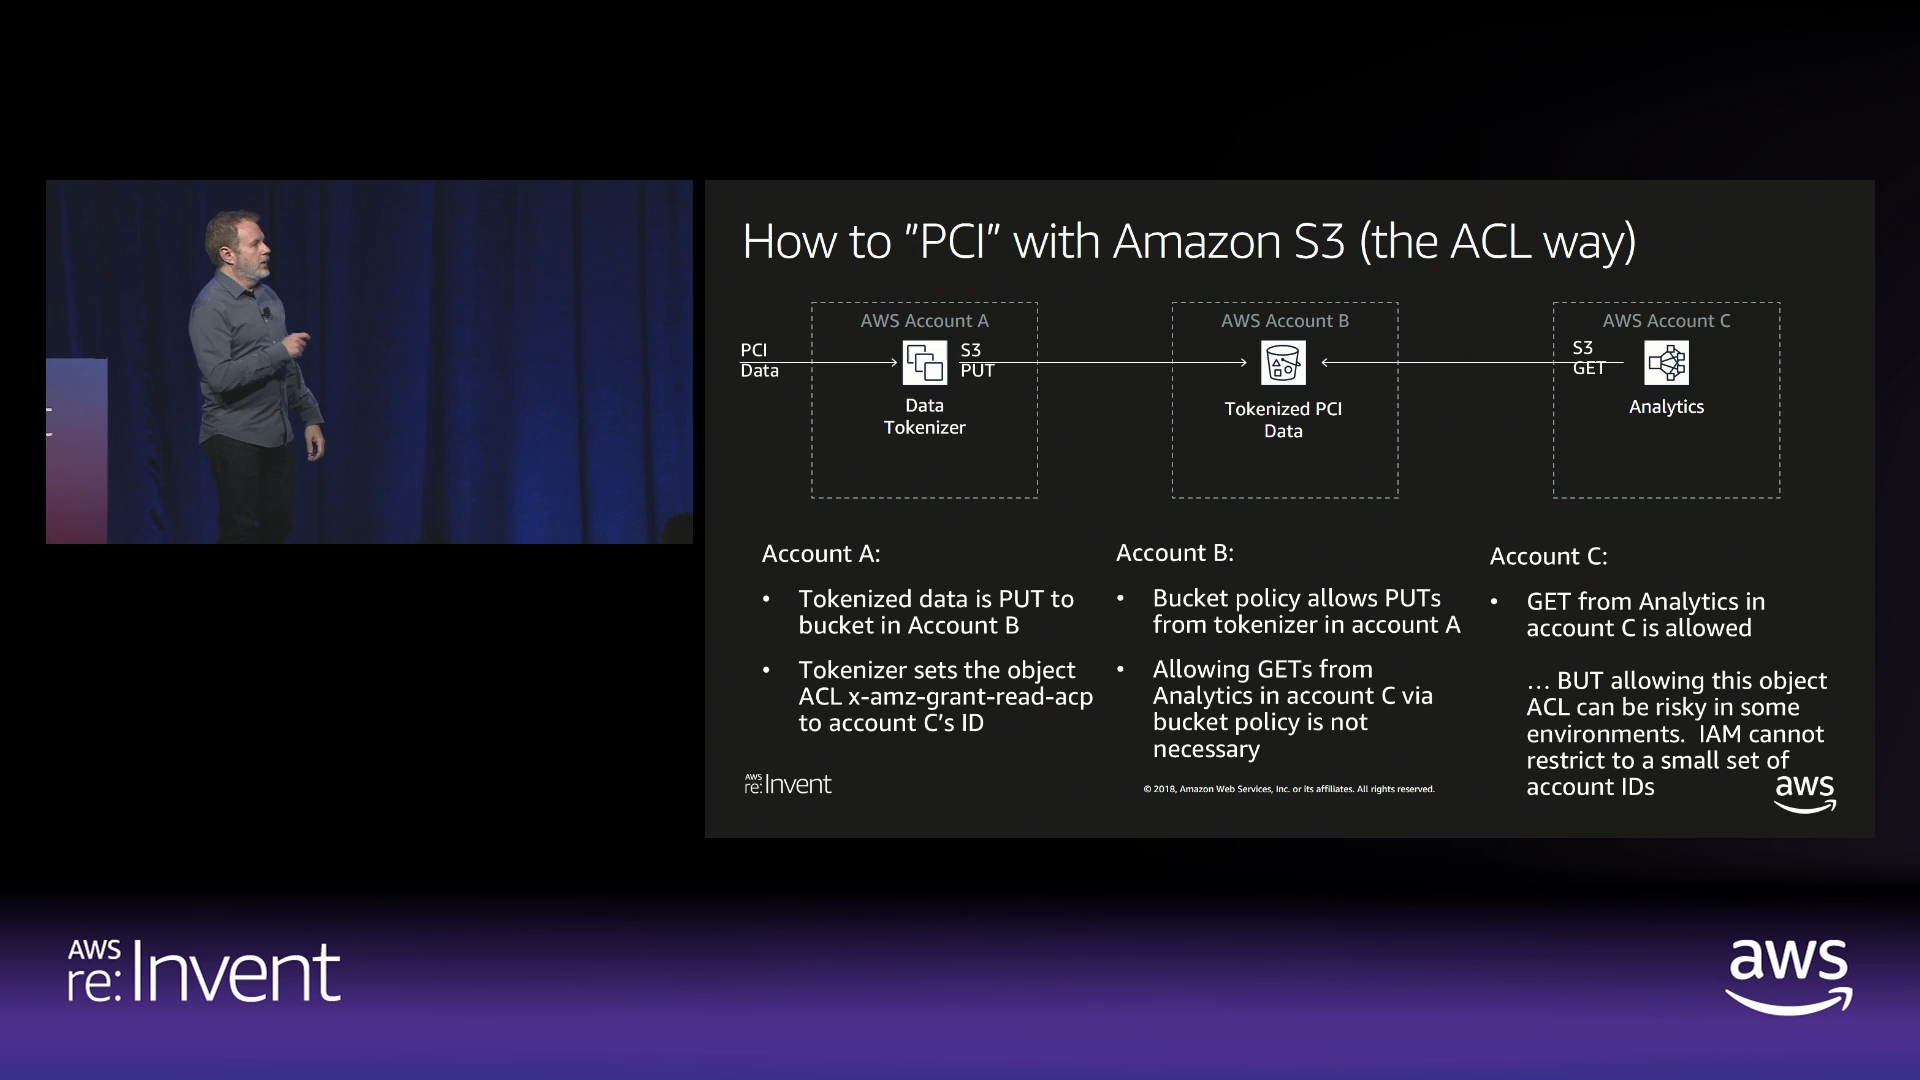 How to "PCI" with Amazon S3 (the ACL way)
AWS Account A
AWS Account B
AWS Account C
PCI
Data
S3
PUT
S3
GET
Data
Tokenizer
Tokenized PCI
Data
Analytics
Account A:
• Tokenized data is PUT to
bucket in Account B
• Tokenizer sets the object
ACL x-amz-grant-read-acp
to account C's ID
Account B:
• Bucket policy allows PUTs
from tokenizer in account A
• Allowing GETs from
Analytics in account C via
bucket policy is not
necessary
Account C:
• GET from Analytics in
account C is allowed
... BUT allowing this object
ACL can be risky in some
environments.  IAM cannot
restrict to a small set of
account IDs
AWS
re:Invent
© 2018, Amazon Web Services, Inc. or its affiliates. All rights reserved.
aws
AWS
re:Invent
aws